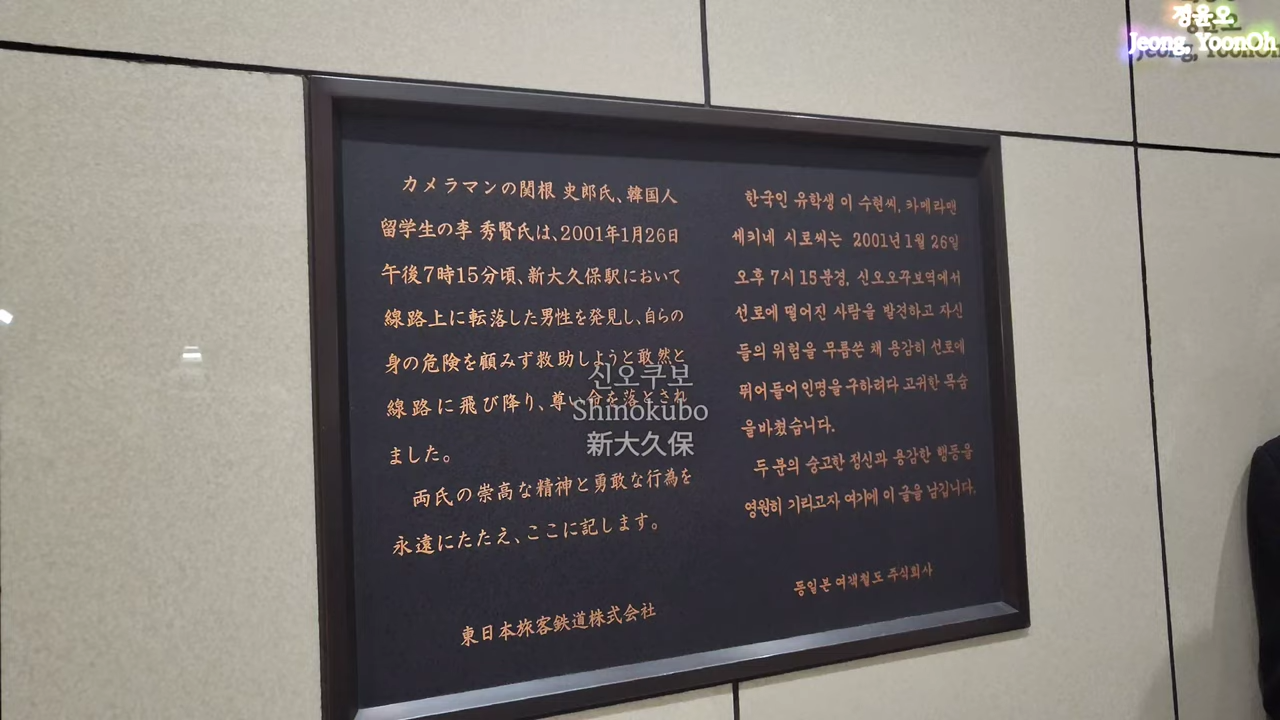 정윤오
Jeong, YoonOh
カメラマンの関根 史郎氏、韓国人
留学生の李 秀賢氏は、2001年1月26日
午後7時15分頃、新大久保駅において
線路上に転落した男性を発見し、自らの
身の危険を顧みず救助しようと敢然と
線路に飛び降り、尊い命を落とされ
ました。
両氏の崇高な精神と勇敢な行為を
永遠にたたえ、ここに記します。
東日本旅客鉄道株式会社
한국인 유학생 이 수현씨, 카메라맨
세키네 시로씨는 2001년 1월 26일
오후 7시 15분경, 신오오꾸보역에서
선로에 떨어진 사람을 발견하고 자신
들의 위험을 무릅쓴 채 용감히 선로에
뛰어들어 인명을 구하려다 고귀한 목숨
을바쳤습니다.
두 분의 숭고한 정신과 용감한 행동을
영원히 기리고자 여기에 이 글을 남깁니다.
동일본 여객철도 주식회사
신오쿠보
Shinokubo
新大久保